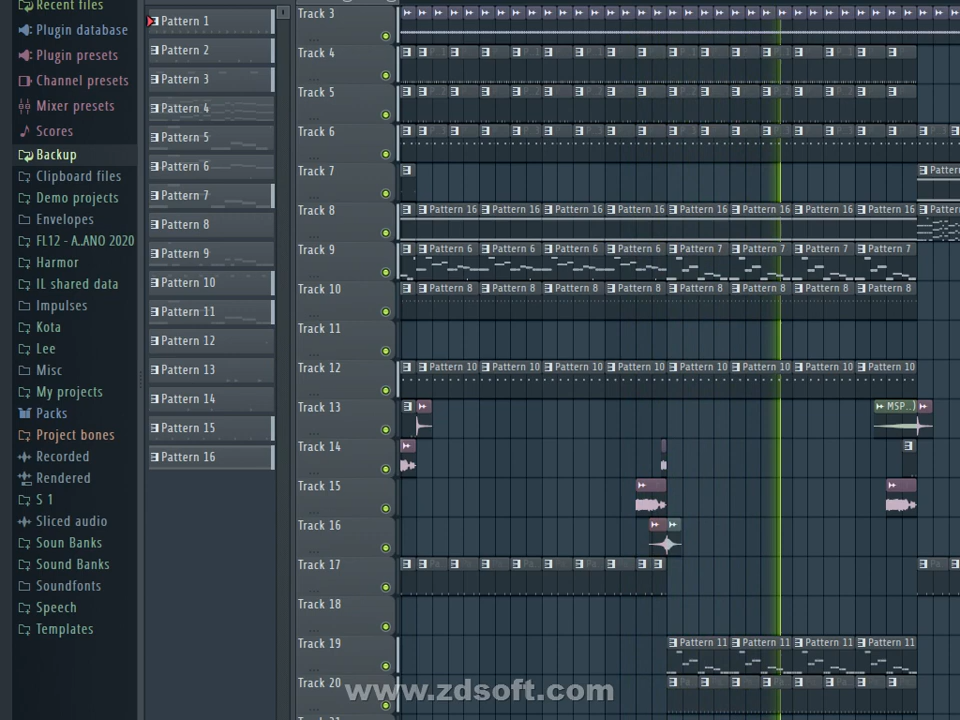 Recent files
Plugin database
Plugin presets
Channel presets
Mixer presets
Scores
Backup
Clipboard files
Demo projects
Envelopes
FL12 - A..ANO 2020
Harmor
IL shared data
Impulses
Kota
Lee
Misc
My projects
Packs
Project bones
Recorded
Rendered
S 1
Sliced audio
Soun Banks
Sound Banks
Soundfonts
Speech
Templates
Pattern 1
Pattern 2
Pattern 3
Pattern 4
Pattern 5
Pattern 6
Pattern 7
Pattern 8
Pattern 9
Pattern 10
Pattern 11
Pattern 12
Pattern 13
Pattern 14
Pattern 15
Pattern 16
Track 3
Track 4
Track 5
Track 6
Track 7
Pattern
Track 8
Pattern 16 Pattern 16 Pattern 16 Pattern 16 Pattern 16 Pattern 16 Pattern 16 Pattern 16 Pattern
Track 9
Pattern 6 Pattern 6 Pattern 6 Pattern 6 Pattern 7 Pattern 7 Pattern 7 Pattern 7
Track 10
Pattern 8 Pattern 8 Pattern 8 Pattern 8 Pattern 8 Pattern 8 Pattern 8 Pattern 8
Track 11
Track 12
Pattern 10 Pattern 10 Pattern 10 Pattern 10 Pattern 10 Pattern 10 Pattern 10 Pattern 10
Track 13
MSP..)
Track 14
Track 15
Track 16
Track 17
Track 18
Track 19
Pattern 11 Pattern 11 Pattern 11 Pattern 11
Track 20
www.zdsoft.com